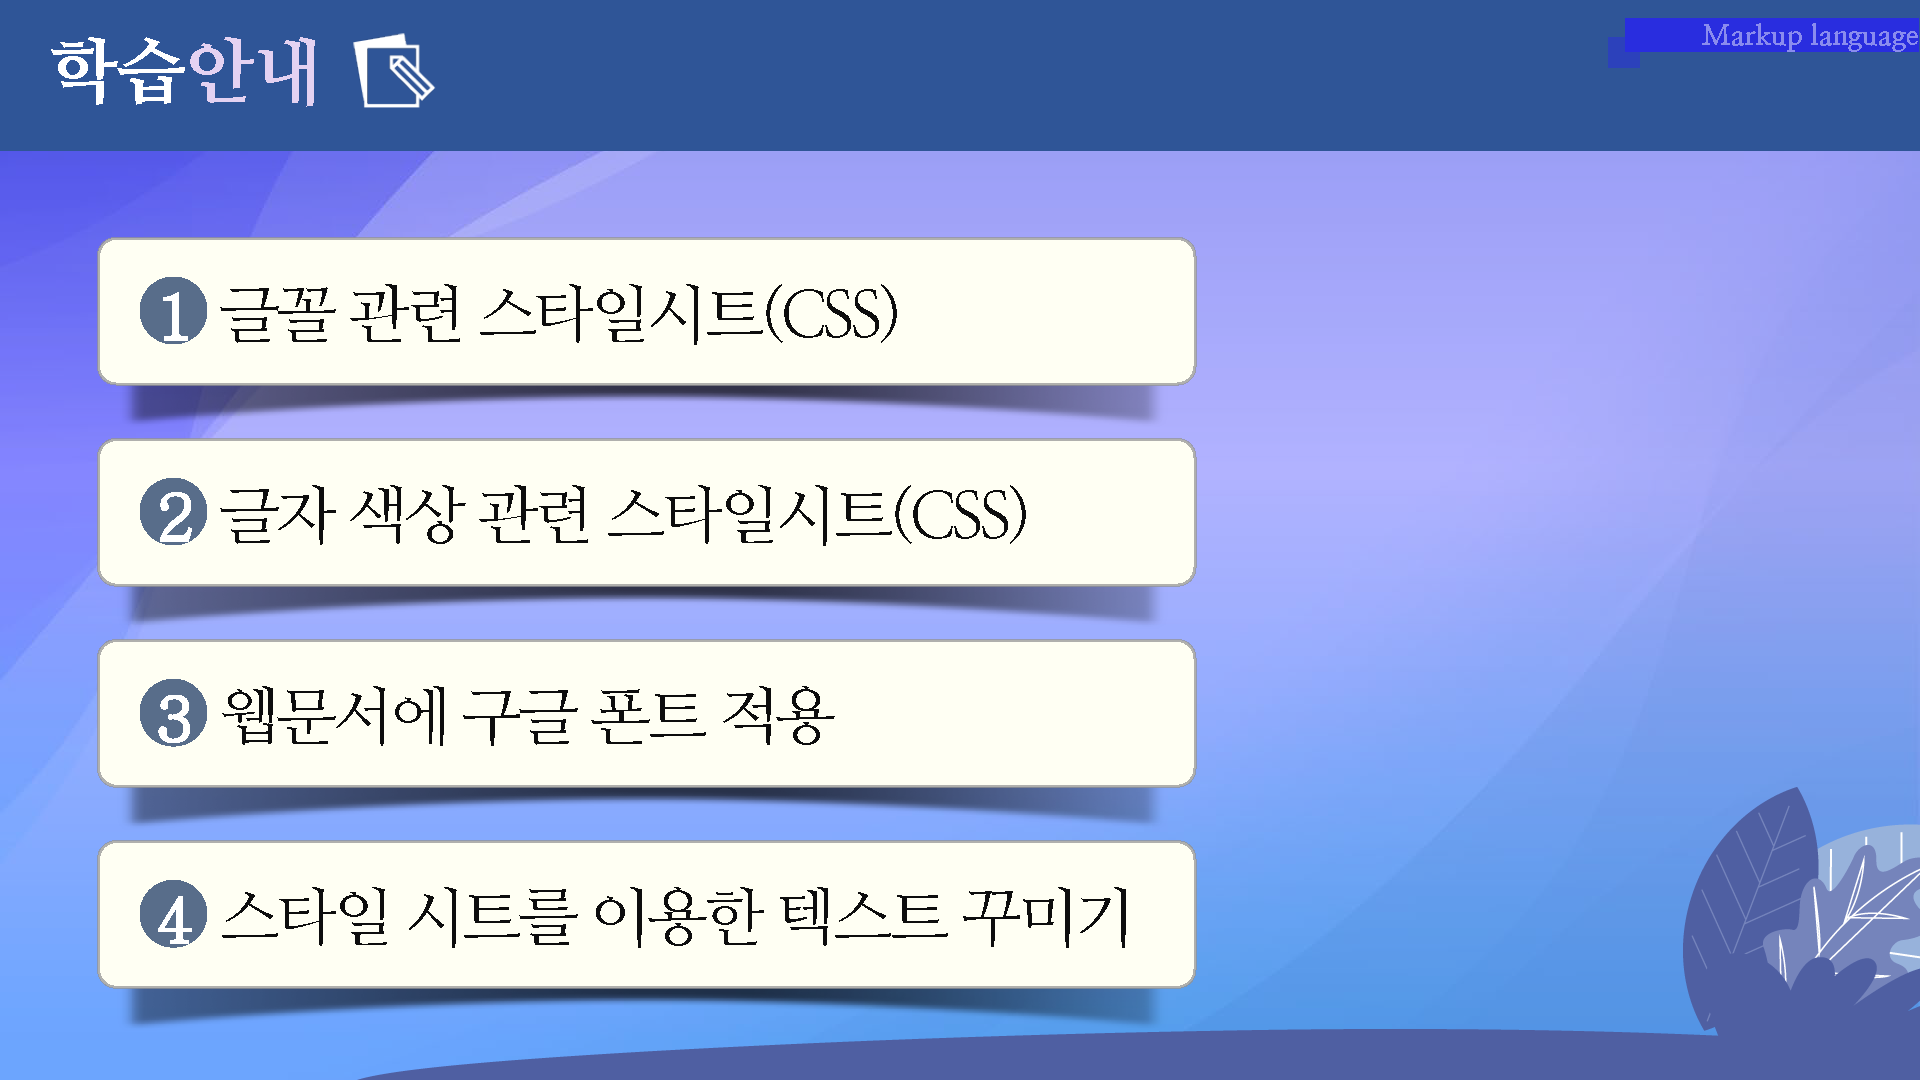 학습안내
Markup language
1 글꼴 관련 스타일시트(CSS)
2 글자 색상 관련 스타일시트(CSS)
3 웹문서에 구글 폰트 적용
4 스타일 시트를 이용한 텍스트 꾸미기